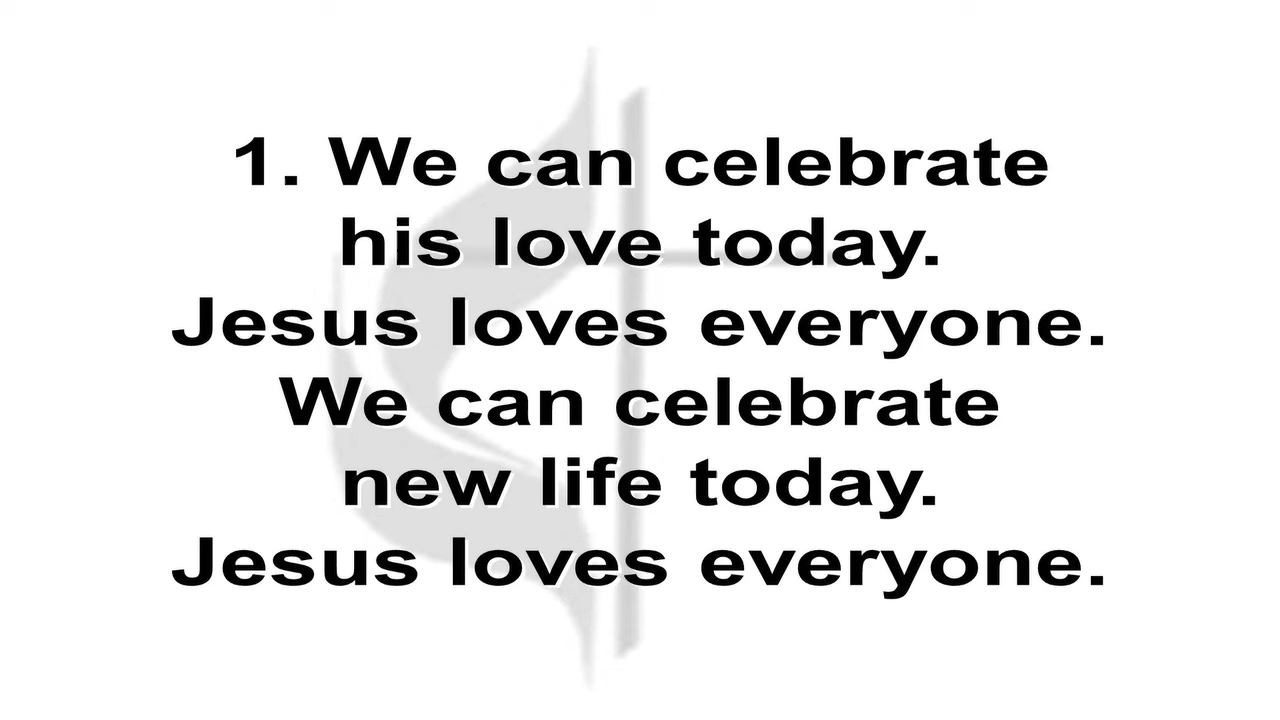 1. We can celebrate
his love today.
Jesus loves everyone.
We can celebrate
new life today.
Jesus loves everyone.